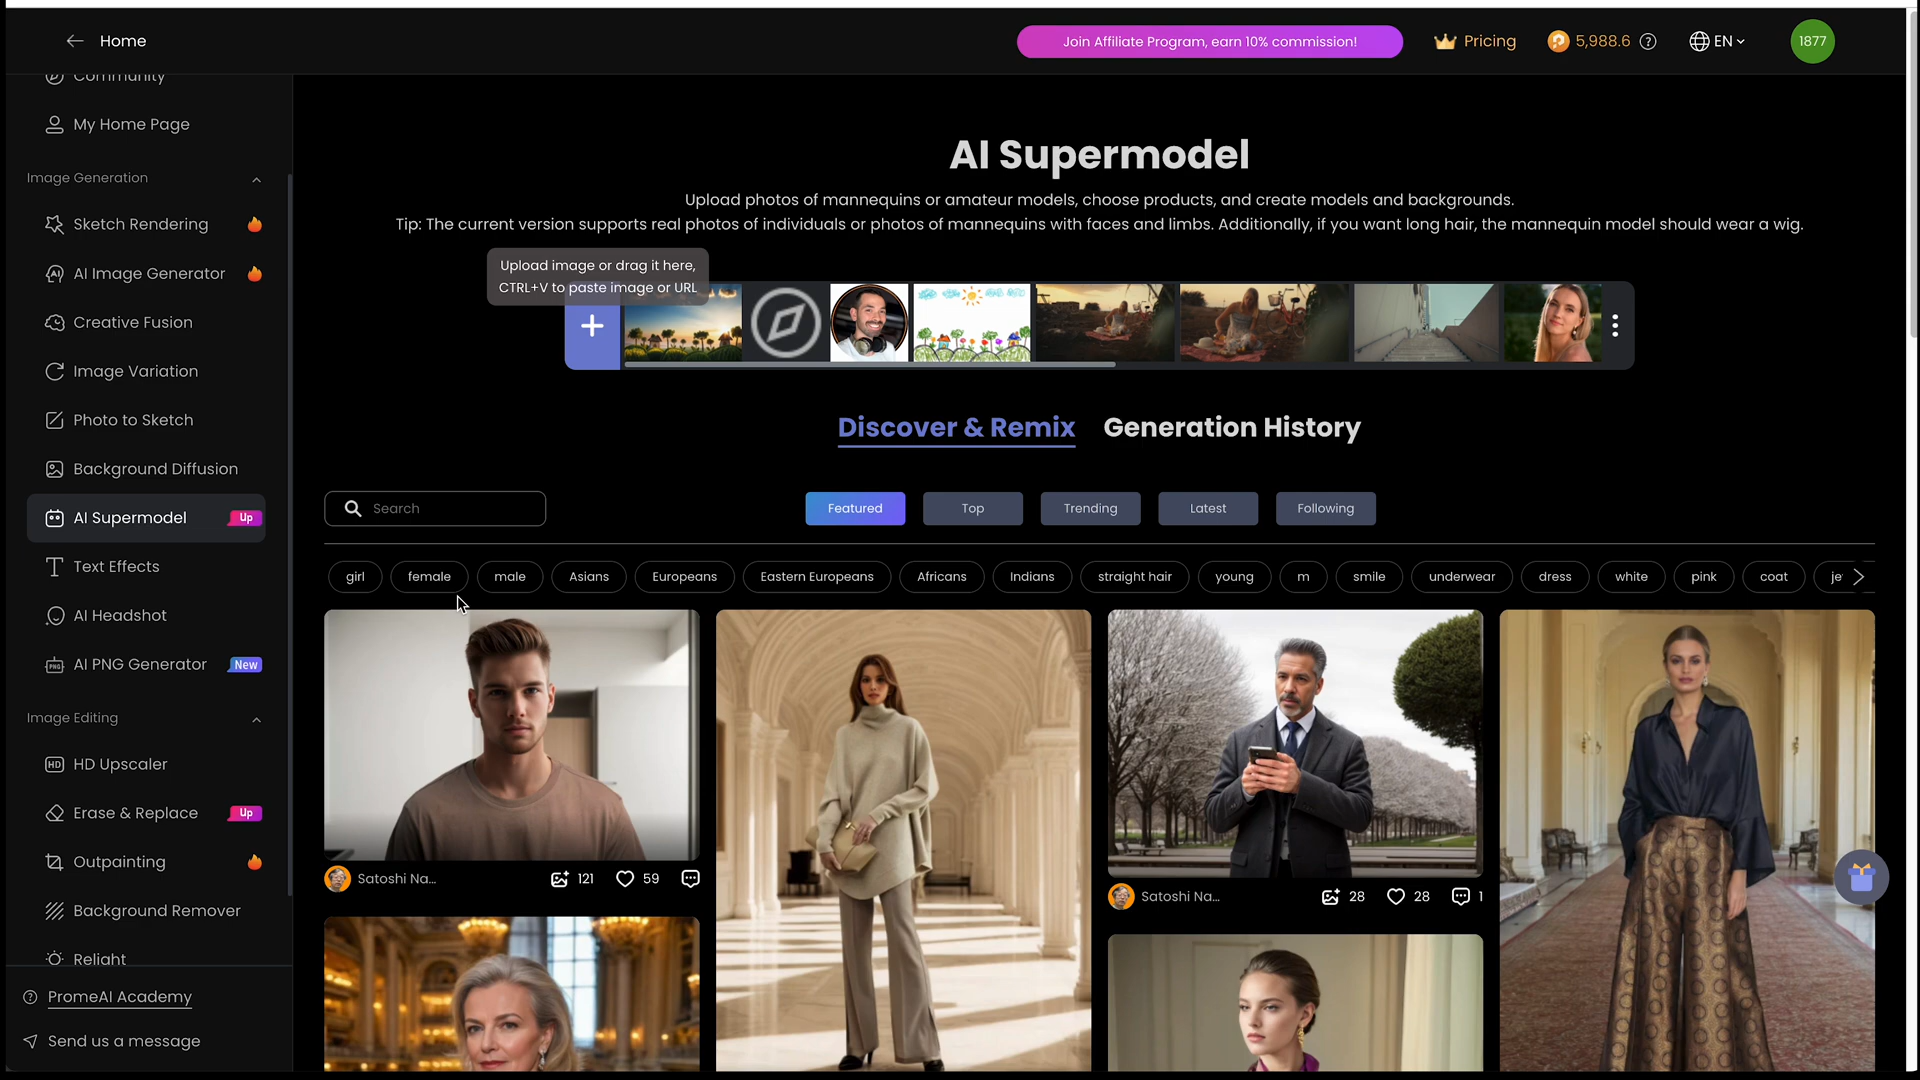 Home
Join Affiliate Program, earn 10% commission!
Pricing
5,988.6
EN
1877
Community
My Home Page
Image Generation
Sketch Rendering
AI Image Generator
Creative Fusion
Image Variation
Photo to Sketch
Background Diffusion
AI Supermodel
Up
Text Effects
AI Headshot
AI PNG Generator
New
Image Editing
HD Upscaler
Erase & Replace
Up
Outpainting
Background Remover
Relight
PromeAI Academy
Send us a message
AI Supermodel
Upload photos of mannequins or amateur models, choose products, and create models and backgrounds.
Tip: The current version supports real photos of individuals or photos of mannequins with faces and limbs. Additionally, if you want long hair, the mannequin model should wear a wig.
Upload image or drag it here,
CTRL+V to paste image or URL
Discover & Remix
Generation History
Search
Featured
Top
Trending
Latest
Following
girl
female
male
Asians
Europeans
Eastern Europeans
Africans
Indians
straight hair
young
m
smile
underwear
dress
white
pink
coat
je
Satoshi Na...
121
59
Satoshi Na...
28
28
1